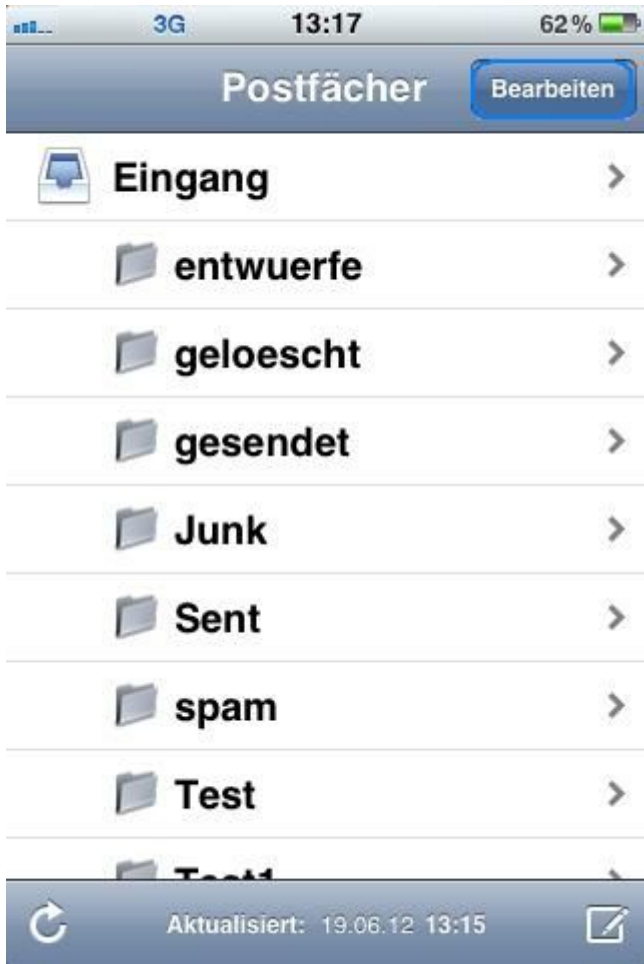 3G 13:17 62 %
Postfächer Bearbeiten
Eingang
entwuerfe
geloescht
gesendet
Junk
Sent
spam
Test
Test1
Aktualisiert: 19.06.12 13:15